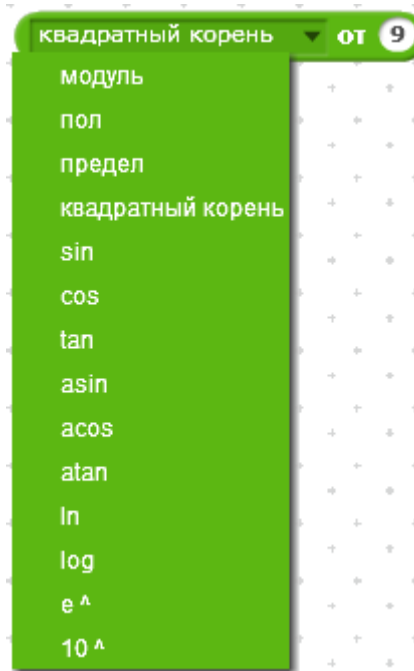 квадратный корень от 9
модуль
пол
предел
квадратный корень
sin
cos
tan
asin
acos
atan
ln
log
e ^
10 ^